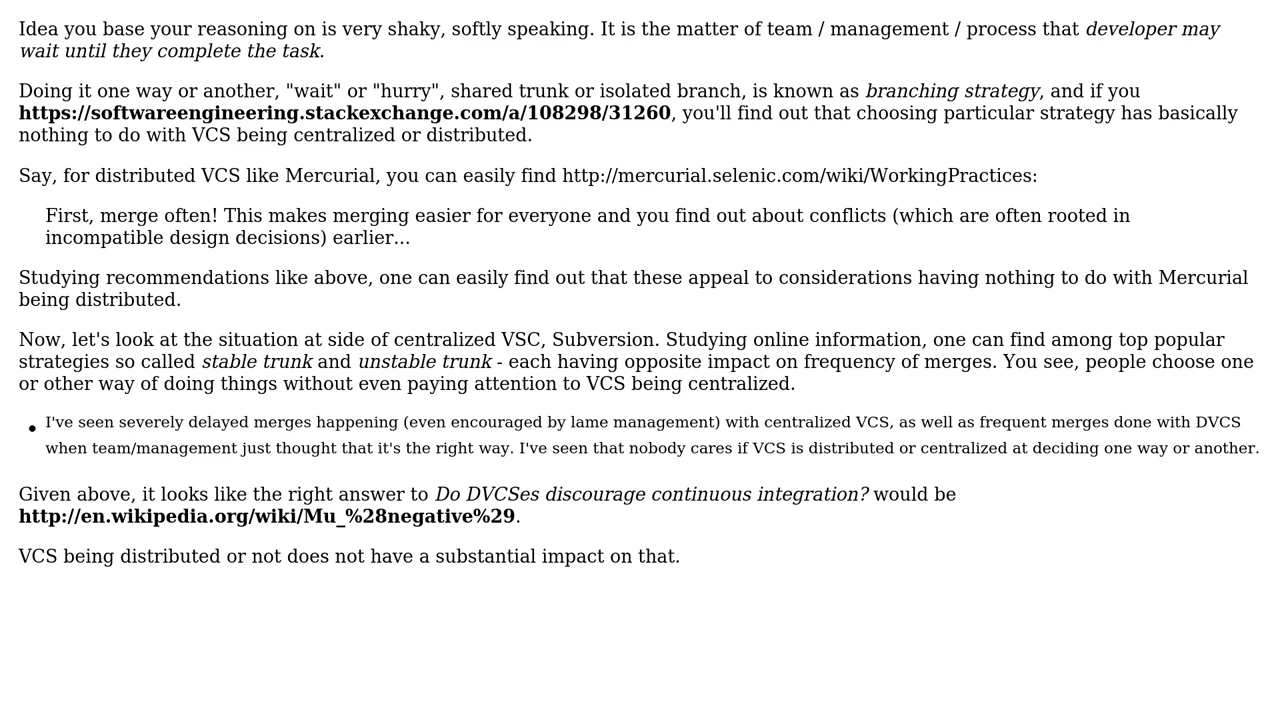 Idea you base your reasoning on is very shaky, softly speaking. It is the matter of team / management / process that developer may
wait until they complete the task.
Doing it one way or another, "wait" or "hurry", shared trunk or isolated branch, is known as branching strategy, and if you
https://softwareengineering.stackexchange.com/a/108298/31260, you'll find out that choosing particular strategy has basically
nothing to do with VCS being centralized or distributed.
Say, for distributed VCS like Mercurial, you can easily find http://mercurial.selenic.com/wiki/WorkingPractices:
First, merge often! This makes merging easier for everyone and you find out about conflicts (which are often rooted in
incompatible design decisions) earlier...
Studying recommendations like above, one can easily find out that these appeal to considerations having nothing to do with Mercurial
being distributed.
Now, let's look at the situation at side of centralized VSC, Subversion. Studying online information, one can find among top popular
strategies so called stable trunk and unstable trunk - each having opposite impact on frequency of merges. You see, people choose one
or other way of doing things without even paying attention to VCS being centralized.
• I've seen severely delayed merges happening (even encouraged by lame management) with centralized VCS, as well as frequent merges done with DVCS
when team/management just thought that it's the right way. I've seen that nobody cares if VCS is distributed or centralized at deciding one way or another.
Given above, it looks like the right answer to Do DVCSes discourage continuous integration? would be
http://en.wikipedia.org/wiki/Mu_%28negative%29.
VCS being distributed or not does not have a substantial impact on that.